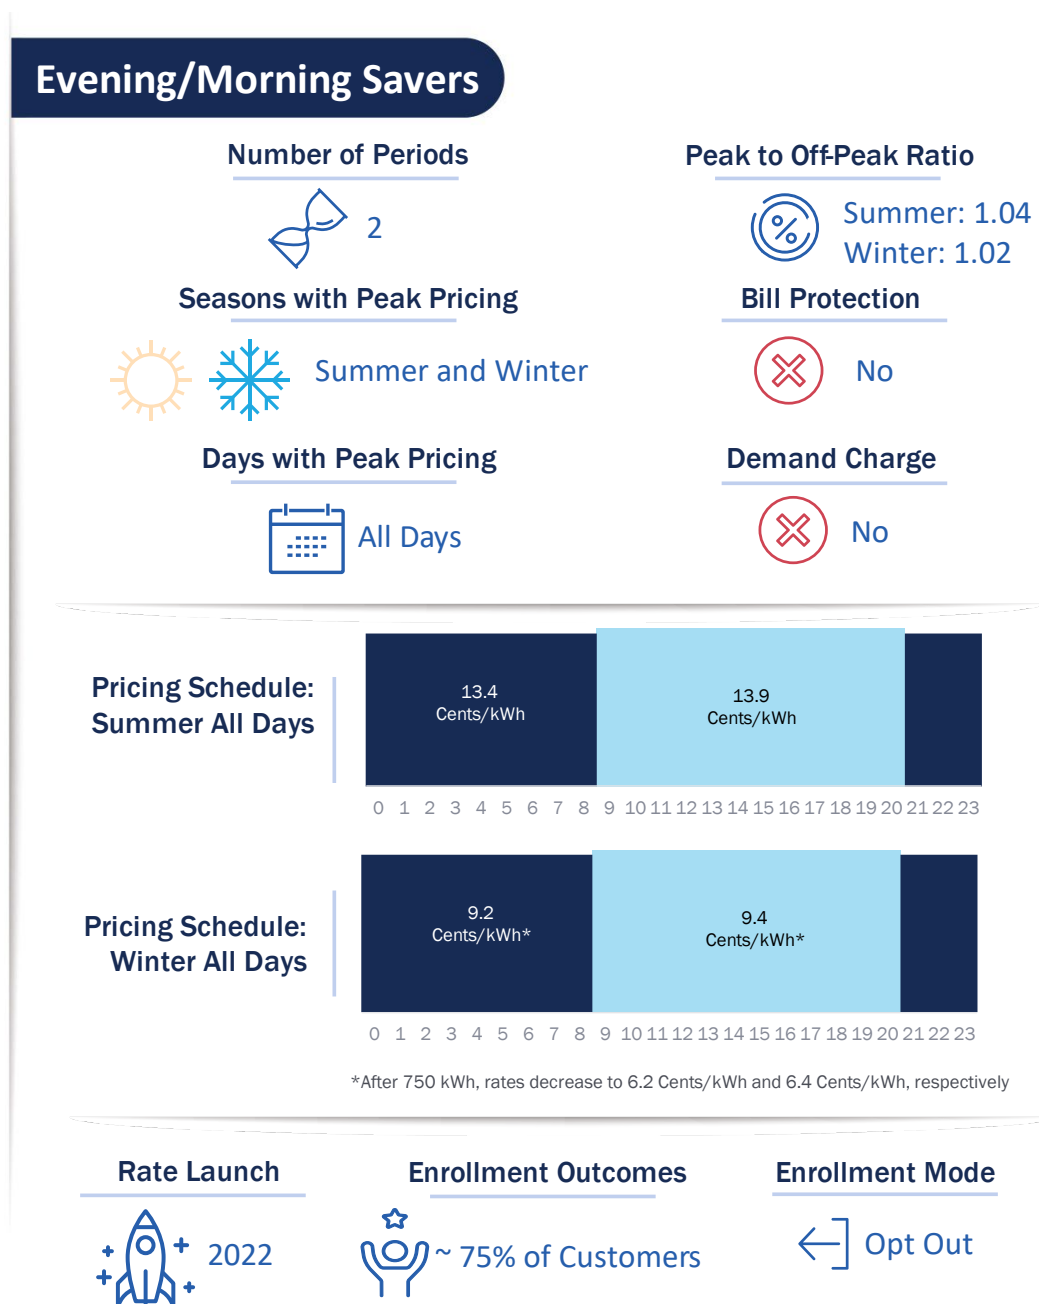 Evening/Morning Savers
Number of Periods
2
Peak to Off-Peak Ratio
Summer: 1.04
Winter: 1.02
Seasons with Peak Pricing
Summer and Winter
Bill Protection
No
Days with Peak Pricing
All Days
Demand Charge
No
Pricing Schedule:
Summer All Days
13.4
Cents/kWh
13.9
Cents/kWh
0 1 2 3 4 5 6 7 8 9 10 11 12 13 14 15 16 17 18 19 20 21 22 23
Pricing Schedule:
Winter All Days
9.2
Cents/kWh*
9.4
Cents/kWh*
0 1 2 3 4 5 6 7 8 9 10 11 12 13 14 15 16 17 18 19 20 21 22 23
*After 750 kWh, rates decrease to 6.2 Cents/kWh and 6.4 Cents/kWh, respectively
Rate Launch
2022
Enrollment Outcomes
~ 75% of Customers
Enrollment Mode
Opt Out